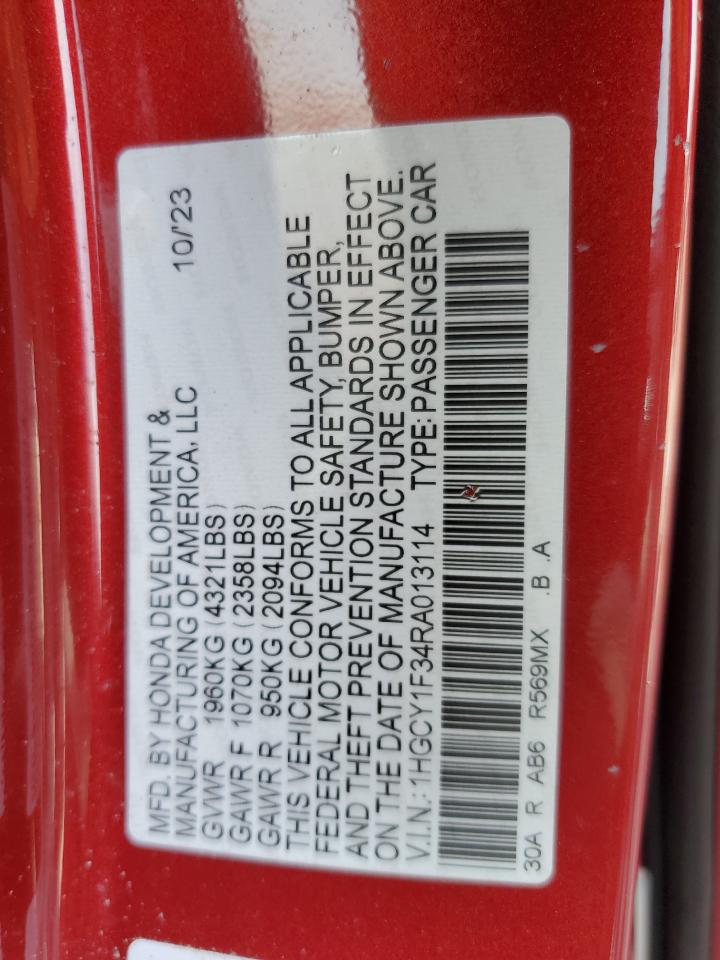 MFD. BY HONDA DEVELOPMENT & 10/'23
MANUFACTURING OF AMERICA, LLC
GVWR 1960KG (4321LBS)
GAWR F 1070KG (2358LBS)
GAWR R 950KG (2094LBS)
THIS VEHICLE CONFORMS TO ALL APPLICABLE
FEDERAL MOTOR VEHICLE SAFETY, BUMPER,
AND THEFT PREVENTION STANDARDS IN EFFECT
ON THE DATE OF MANUFACTURE SHOWN ABOVE.
V.I.N.: 1HGCY1F34RA013114 TYPE: PASSENGER CAR
30A R AB6 R569MX .B .A